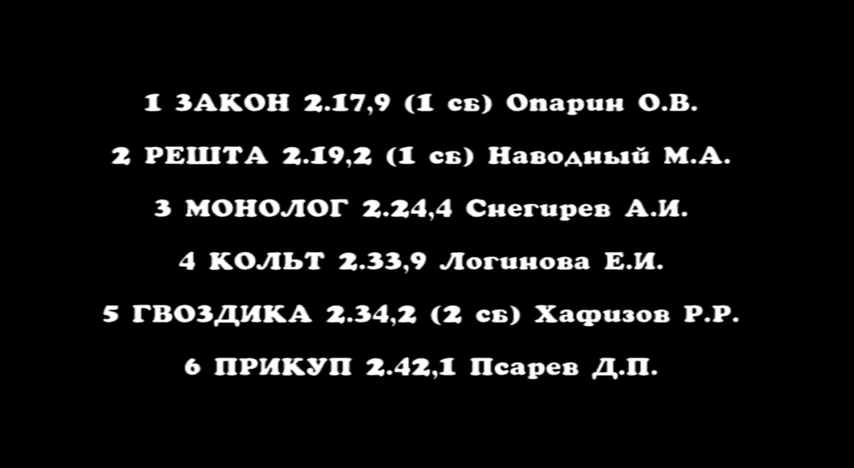 1 ЗАКОН 2.17,9 (1 сб) Опарин О.В.
2 РЕШТА 2.19,2 (1 сб) Наводный М.А.
3 МОНОЛОГ 2.24,4 Снегирев А.И.
4 КОЛЬТ 2.33,9 Логинова Е.И.
5 ГВОЗДИКА 2.34,2 (2 сб) Хафизов Р.Р.
6 ПРИКУП 2.42,1 Псарев Д.П.